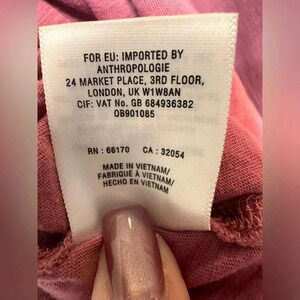 FOR EU: IMPORTED BY
ANTHROPOLOGIE
24 MARKET PLACE, 3RD FLOOR,
LONDON, UK W1W8AN
CIF: VAT No. GB 684936382
OB901085
RN : 66170 CA : 32054
MADE IN VIETNAM/
FABRIQUÉ À VIETNAM/
HECHO EN VIETNAM